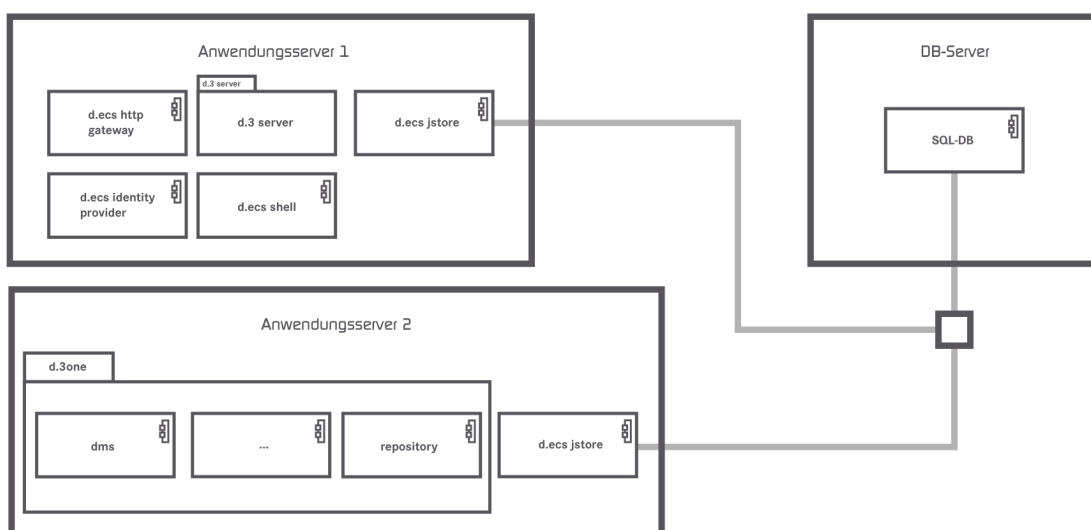 Anwendungsserver 1
d.3 server
d.ecs http
gateway
d.3 server
d.ecs jstore
d.ecs identity
provider
d.ecs shell
DB-Server
SQL-DB
Anwendungsserver 2
d.3one
dms
...
repository
d.ecs jstore